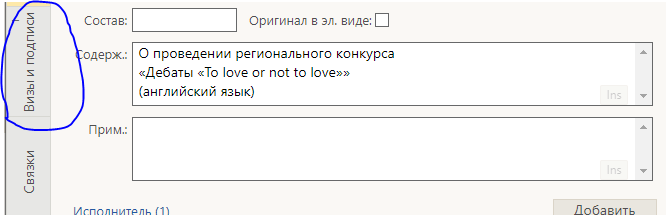 Визы и подписи
Связки
Состав: Оригинал в эл. виде:
Содерж.: О проведении регионального конкурса
«Дебаты «To love or not to love»»
(английский язык)
Ins
Прим.:
Ins
Исполнитель (1) Добавить